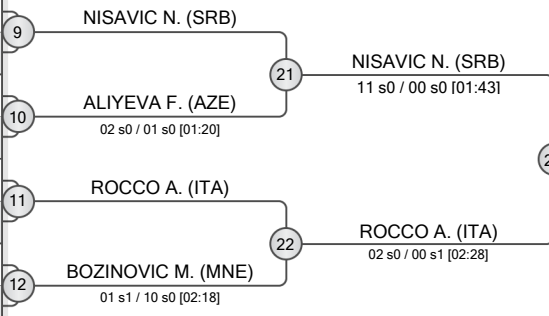 9
NISAVIC N. (SRB)
21
NISAVIC N. (SRB)
11 s0 / 00 s0 [01:43]
10
ALIYEVA F. (AZE)
02 s0 / 01 s0 [01:20]
11
ROCCO A. (ITA)
22
ROCCO A. (ITA)
02 s0 / 00 s1 [02:28]
12
BOZINOVIC M. (MNE)
01 s1 / 10 s0 [02:18]